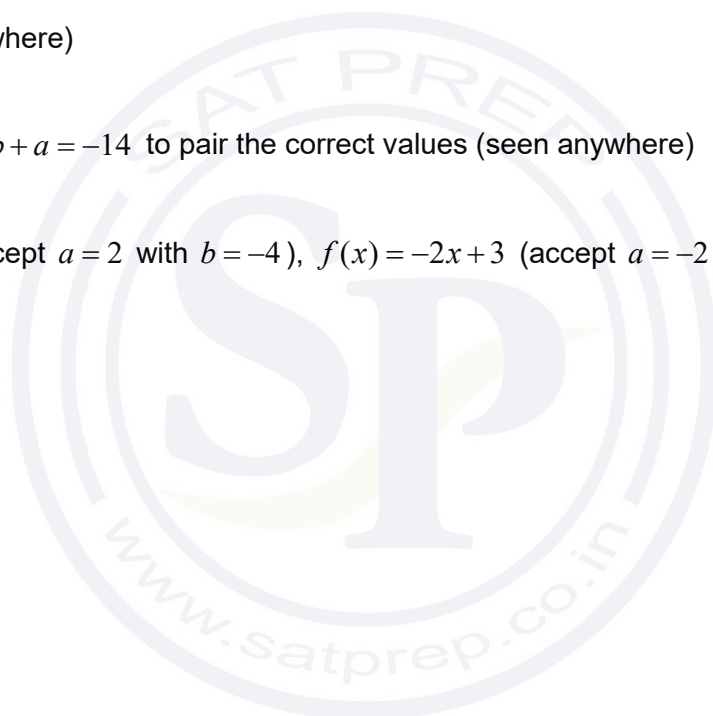 where)
b + a = −14 to pair the correct values (seen anywhere)
cept a = 2 with b = −4 ), f(x) = −2x + 3 (accept a = −2
SAT PREP
SP
www.satprep.co.in